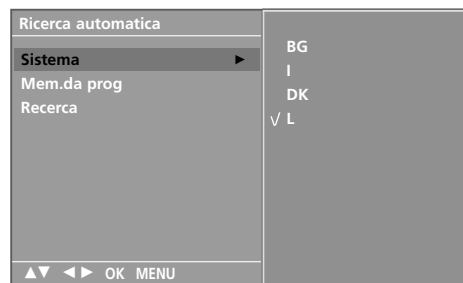 Ricerca automatica
Sistema ►
Mem.da prog
Recerca
▲▼ ◄► OK MENU
BG
I
DK
√ L